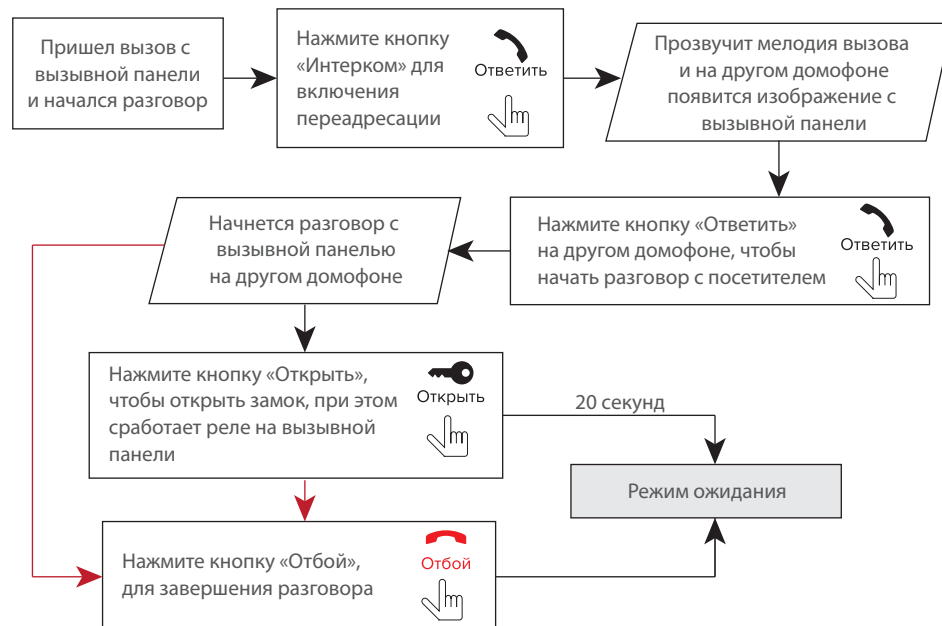 Пришел вызов с
вызывной панели
и начался разговор
Нажмите кнопку
«Интерком» для
включения
переадресации
Ответить
Прозвучит мелодия вызова
и на другом домофоне
появится изображение с
вызывной панели
Нажмите кнопку «Ответить»
на другом домофоне, чтобы
начать разговор с посетителем
Ответить
Начнется разговор с
вызывной панелью
на другом домофоне
Нажмите кнопку «Открыть»,
чтобы открыть замок, при этом
сработает реле на вызывной
панели
Открыть
20 секунд
Режим ожидания
Нажмите кнопку «Отбой»,
для завершения разговора
Отбой